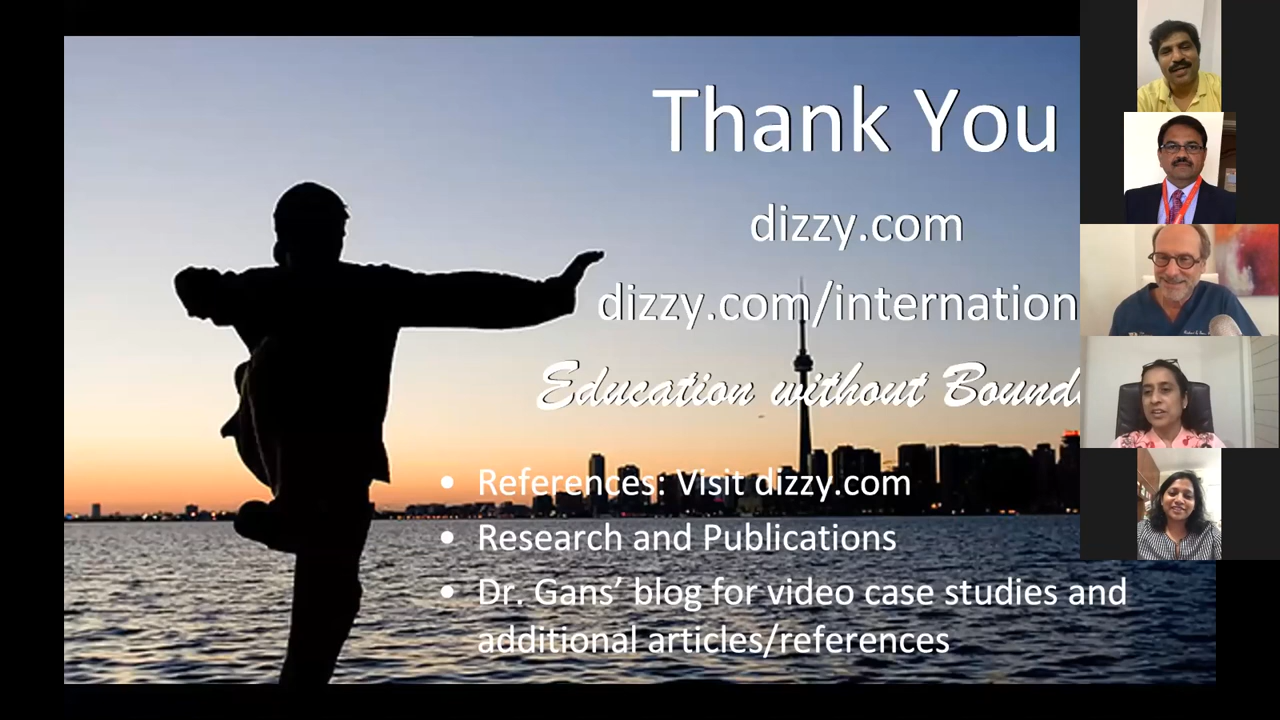 Thank You
dizzy.com
dizzy.com/internation
Education without Bound
• References: Visit dizzy.com
• Research and Publications
• Dr. Gans’ blog for video case studies and
additional articles/references